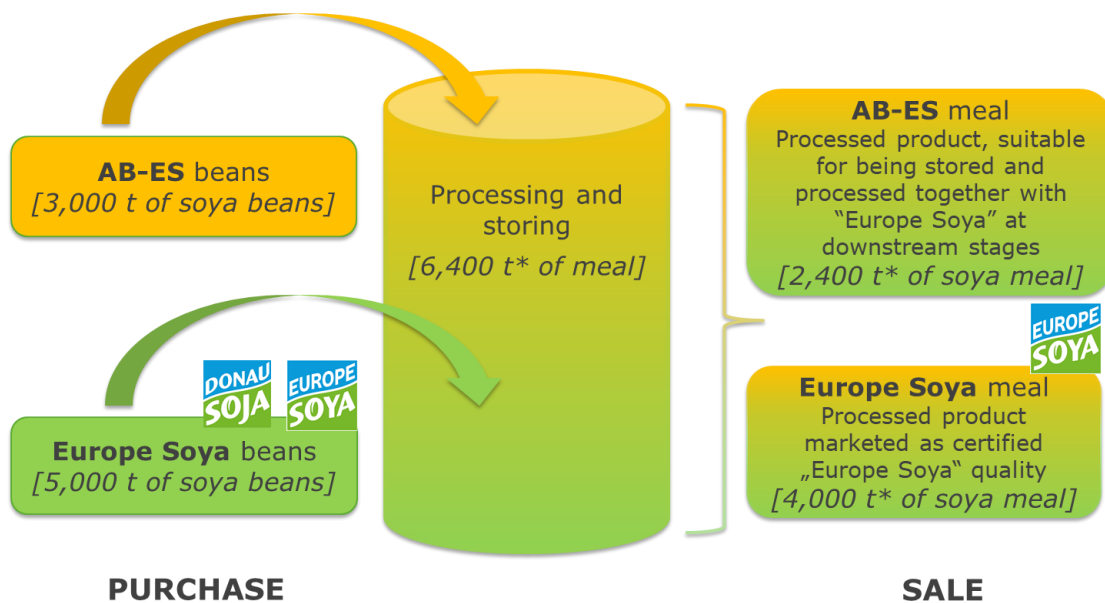 AB-ES beans
[3,000 t of soya beans]
DONAU
SOJA
EUROPE
SOYA
Europe Soya beans
[5,000 t of soya beans]
PURCHASE
Processing and
storing
[6,400 t* of meal]
AB-ES meal
Processed product, suitable
for being stored and
processed together with
“Europe Soya” at
downstream stages
[2,400 t* of soya meal]
EUROPE
SOYA
Europe Soya meal
Processed product
marketed as certified
„Europe Soya“ quality
[4,000 t* of soya meal]
SALE